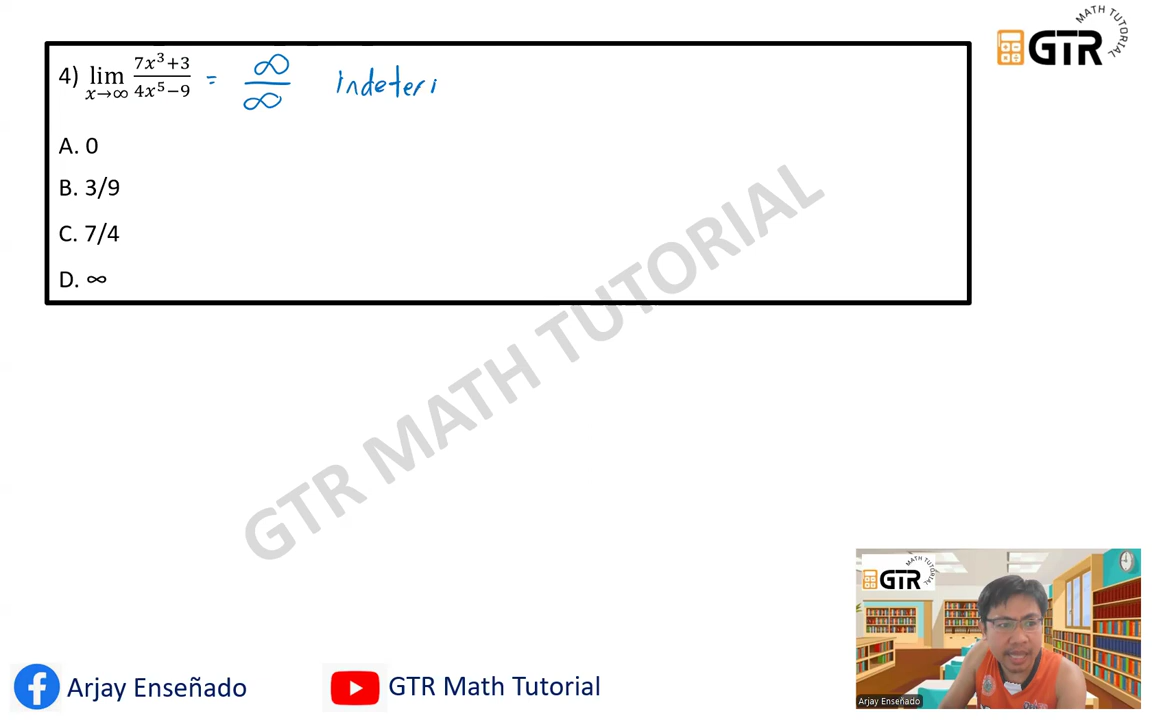 MATH TUTORIAL
GTR
4) lim x→∞ 7x³+3 / 4x⁵−9 = ∞ / ∞ indeteri
A. 0
B. 3/9
C. 7/4
D. ∞
GTR MATH TUTORIAL
MATH TUTORIAL
GTR
Arjay Enseñado
Arjay Enseñado
GTR Math Tutorial